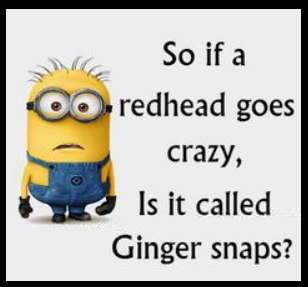 So if a
redhead goes
crazy,
Is it called
Ginger snaps?